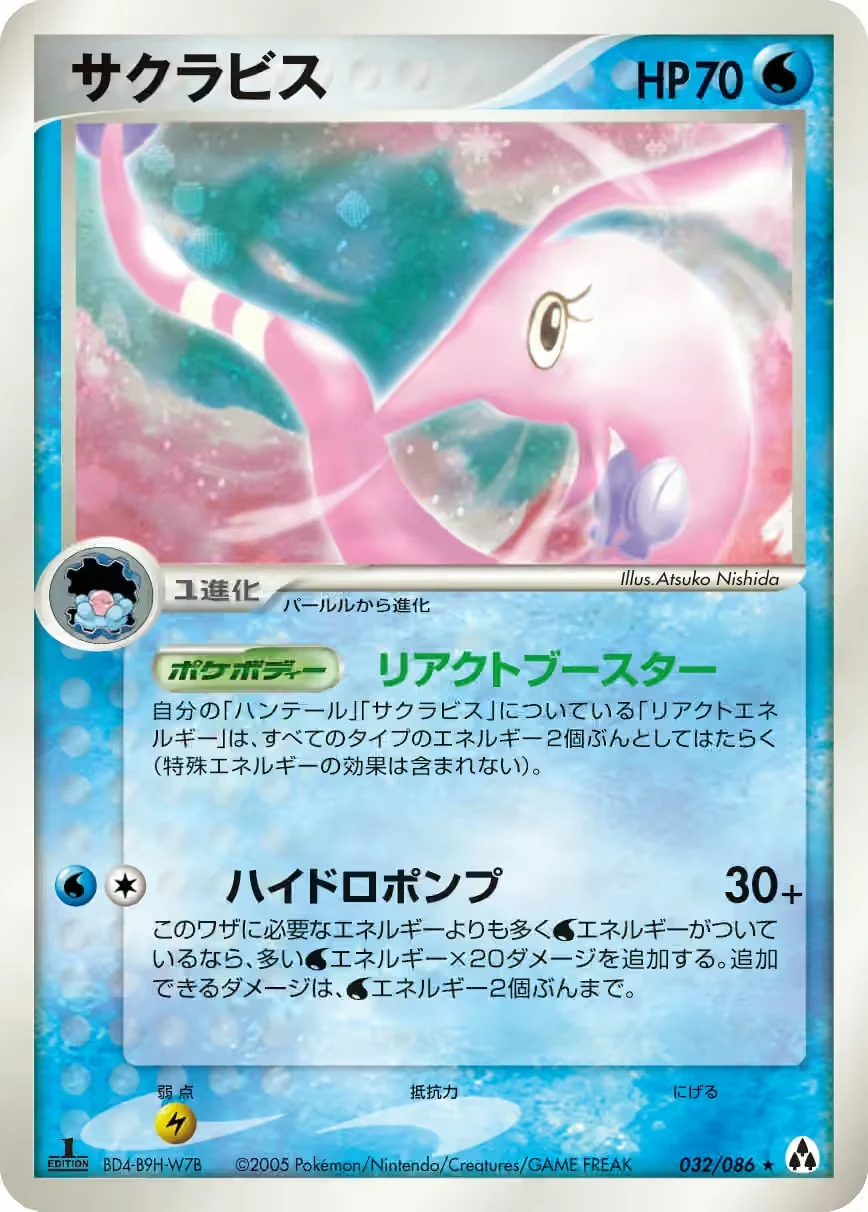 サクラビス HP70
Illus.Atsuko Nishida
1進化
パールルから進化
ポケボディー リアクトブースター
自分の「ハンテール」「サクラビス」についている「リアクトエネ
ルギー」は、すべてのタイプのエネルギー2個ぶんとしてはたらく
(特殊エネルギーの効果は含まれない)。
ハイドロポンプ 30+
このワザに必要なエネルギーよりも多くエネルギーがついて
いるなら、多いエネルギー×20ダメージを追加する。追加
できるダメージは、エネルギー2個ぶんまで。
弱点 抵抗力 にげる
1 EDITION BD4-B9H-W7B ©2005 Pokémon/Nintendo/Creatures/GAME FREAK 032/086 ★